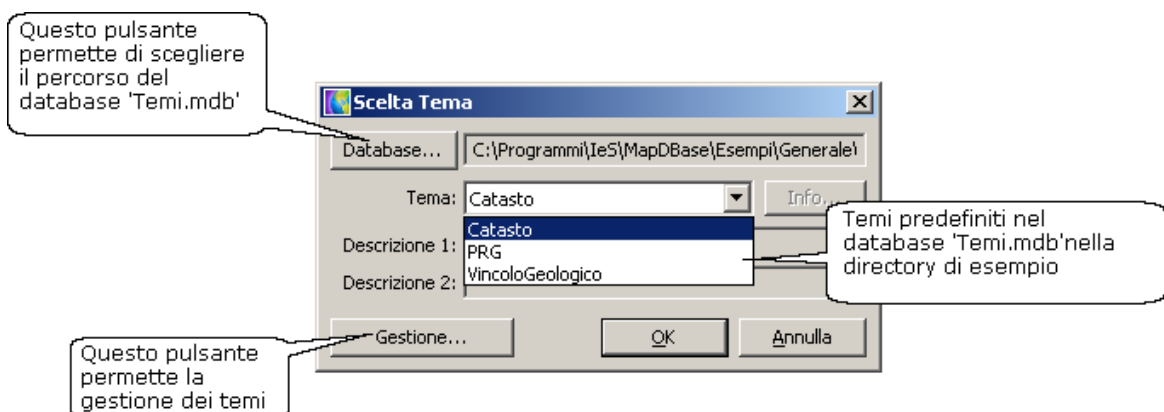 Questo pulsante
permette di scegliere
il percorso del
database 'Temi.mdb'
Scelta Tema
Database...
C:\Programmi\IeS\MapDBase\Esempi\Generale\
Tema:
Catasto
Info...
Catasto
PRG
VincoloGeologico
Descrizione 1:
Descrizione 2:
Temi predefiniti nel
database 'Temi.mdb'nella
directory di esempio
Gestione...
OK
Annulla
Questo pulsante
permette la
gestione dei temi